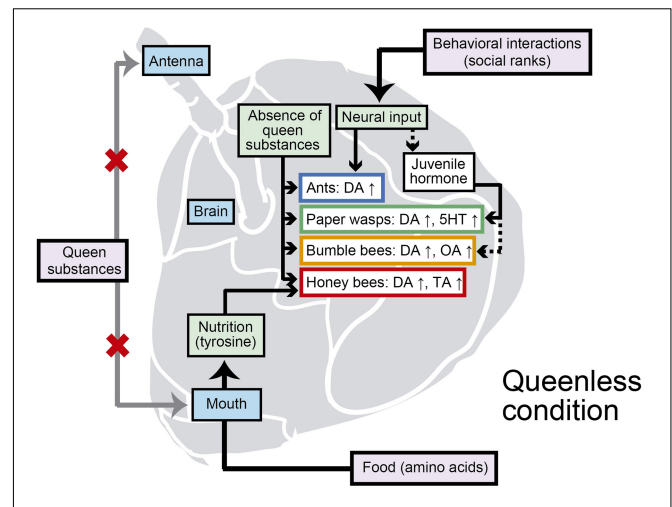 Behavioral interactions
(social ranks)
Antenna
Absence of
queen
substances
Neural input
Juvenile
hormone
Ants: DA ↑
Brain
Paper wasps: DA ↑, 5HT ↑
Queen
substances
Bumble bees: DA ↑, OA ↑
Honey bees: DA ↑, TA ↑
Nutrition
(tyrosine)
Queenless
condition
Mouth
Food (amino acids)